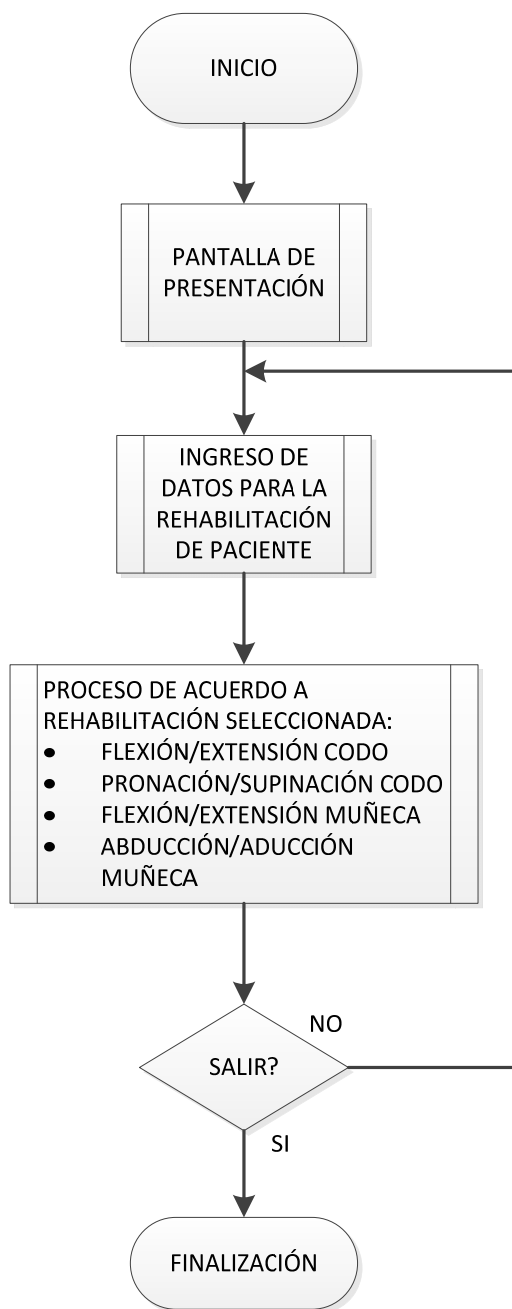 INICIO
PANTALLA DE
PRESENTACIÓN
INGRESO DE
DATOS PARA LA
REHABILITACIÓN
DE PACIENTE
PROCESO DE ACUERDO A
REHABILITACIÓN SELECCIONADA:
• FLEXIÓN/EXTENSIÓN CODO
• PRONACIÓN/SUPINACIÓN CODO
• FLEXIÓN/EXTENSIÓN MUÑECA
• ABDUCCIÓN/ADUCCIÓN
MUÑECA
NO
SALIR?
SI
FINALIZACIÓN